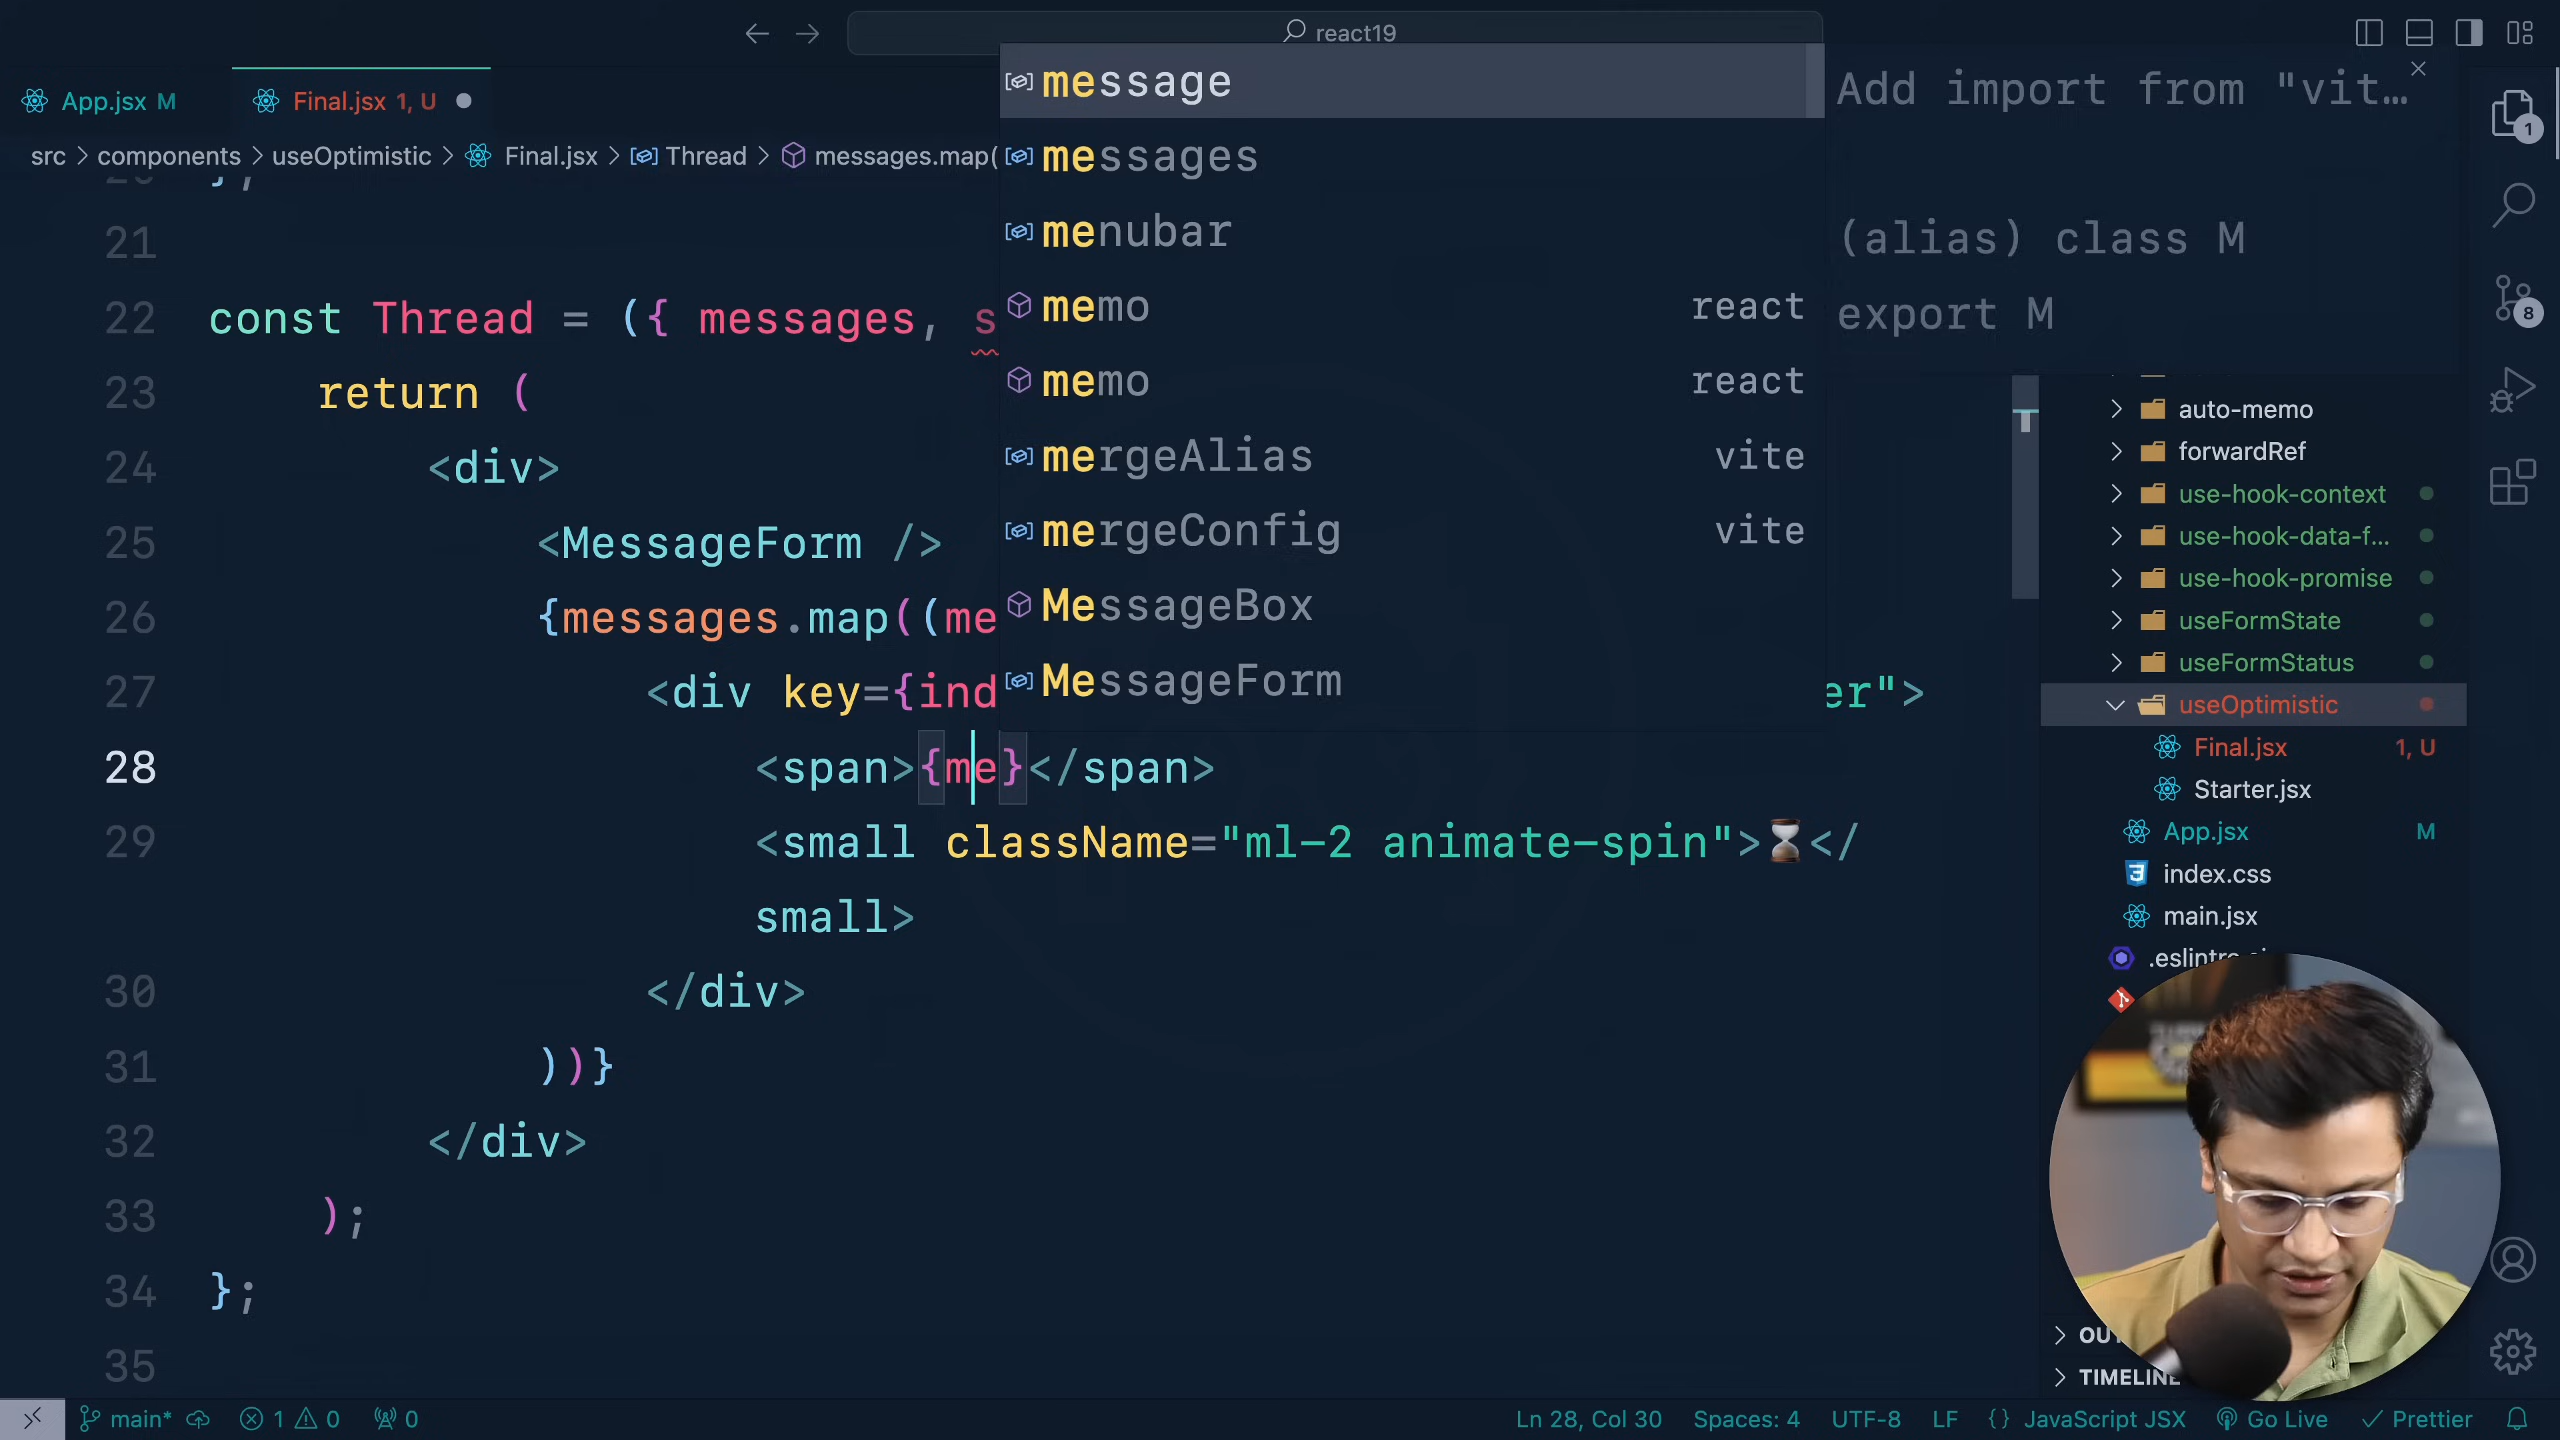 react19
App.jsx M
Final.jsx 1, U
src > components > useOptimistic > Final.jsx > Thread > messages.map(
message
Add import from "vit…
messages
(alias) class M
export M
menubar
memo react
memo react
mergeAlias vite
mergeConfig vite
MessageBox
MessageForm
20 };
21
22 const Thread = ({ messages, s
23 return (
24 <div>
25 <MessageForm />
26 {messages.map((me
27 <div key={ind er">
28 <span>{me}</span>
29 <small className="ml-2 animate-spin">⏳</
small>
30 </div>
31 ))}
32 </div>
33 );
34 };
35
1
8
auto-memo
forwardRef
use-hook-context
use-hook-data-f...
use-hook-promise
useFormState
useFormStatus
useOptimistic
Final.jsx 1, U
Starter.jsx
App.jsx M
index.css
main.jsx
TIMELINE
main* ⓧ 1 ⚠ 0 0
Ln 28, Col 30 Spaces: 4 UTF-8 LF {} JavaScript JSX Go Live ✓ Prettier